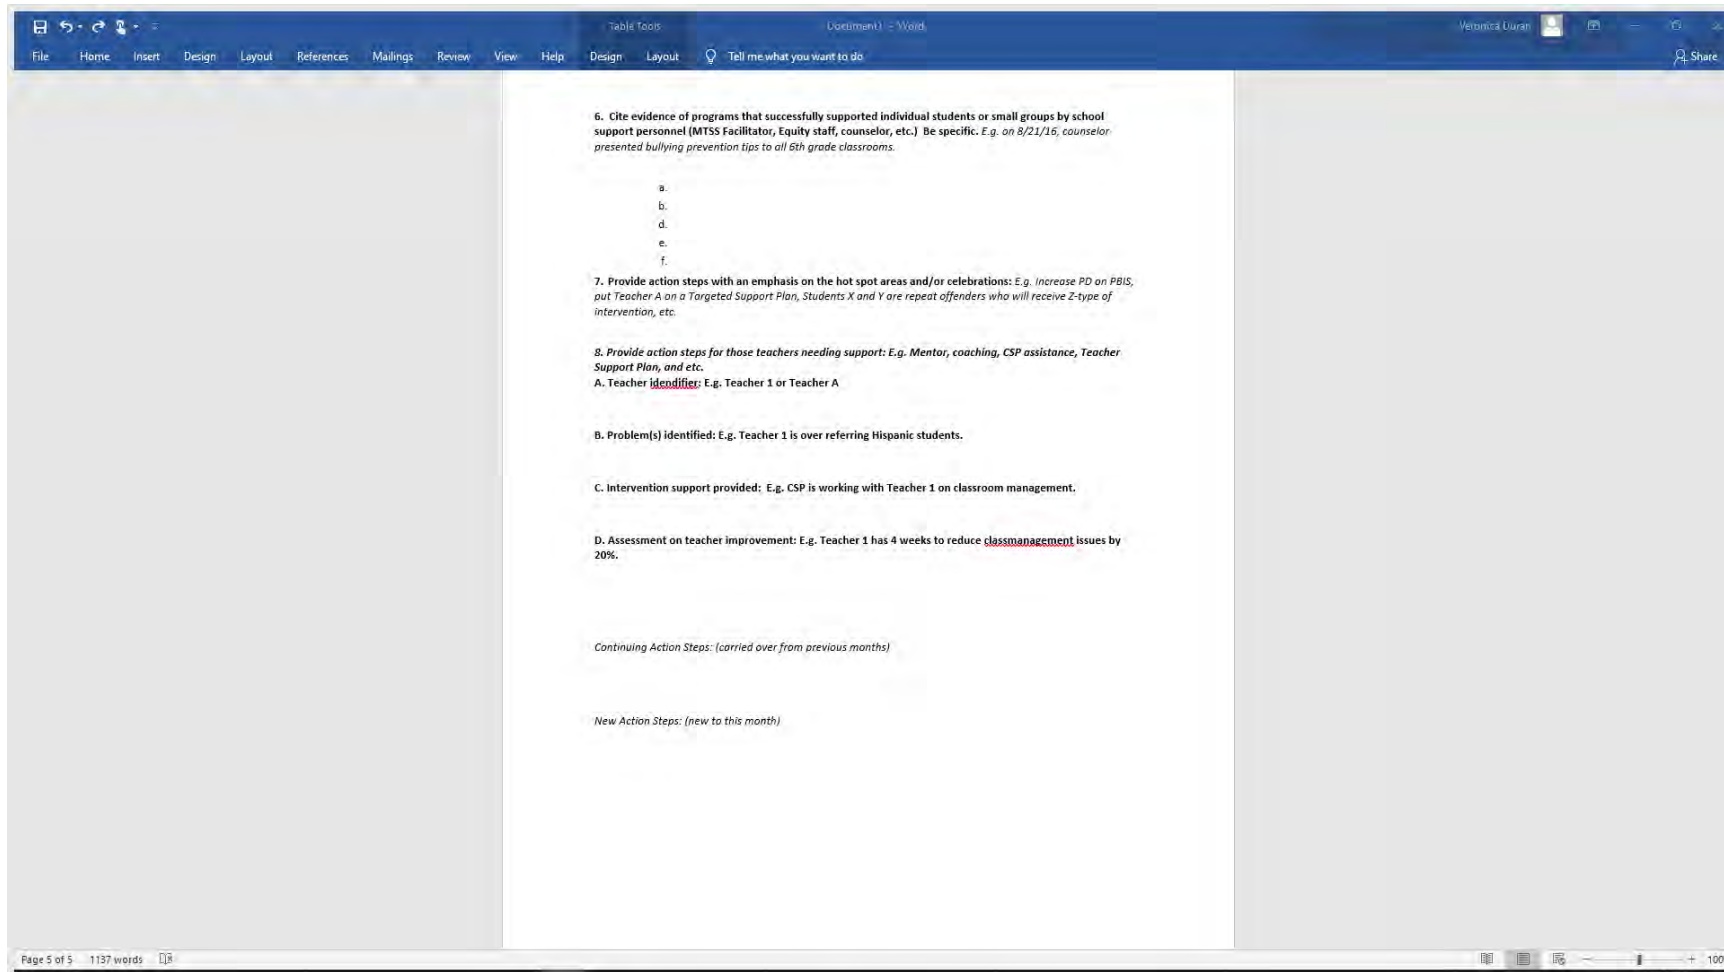 Table Tools
Document1 - Word
Veronica Duran
File Home Insert Design Layout References Mailings Review View Help Design Layout Tell me what you want to do Share
6. Cite evidence of programs that successfully supported individual students or small groups by school
support personnel (MTSS Facilitator, Equity staff, counselor, etc.) Be specific. E.g. on 8/21/16, counselor
presented bullying prevention tips to all 6th grade classrooms.
a.
b.
d.
e.
f.
7. Provide action steps with an emphasis on the hot spot areas and/or celebrations: E.g. Increase PD on PBIS,
put Teacher A on a Targeted Support Plan, Students X and Y are repeat offenders who will receive Z-type of
intervention, etc.
8. Provide action steps for those teachers needing support: E.g. Mentor, coaching, CSP assistance, Teacher
Support Plan, and etc.
A. Teacher idendifier: E.g. Teacher 1 or Teacher A
B. Problem(s) identified: E.g. Teacher 1 is over referring Hispanic students.
C. Intervention support provided: E.g. CSP is working with Teacher 1 on classroom management.
D. Assessment on teacher improvement: E.g. Teacher 1 has 4 weeks to reduce classmanagement issues by
20%.
Continuing Action Steps: (carried over from previous months)
New Action Steps: (new to this month)
Page 5 of 5 1137 words 100